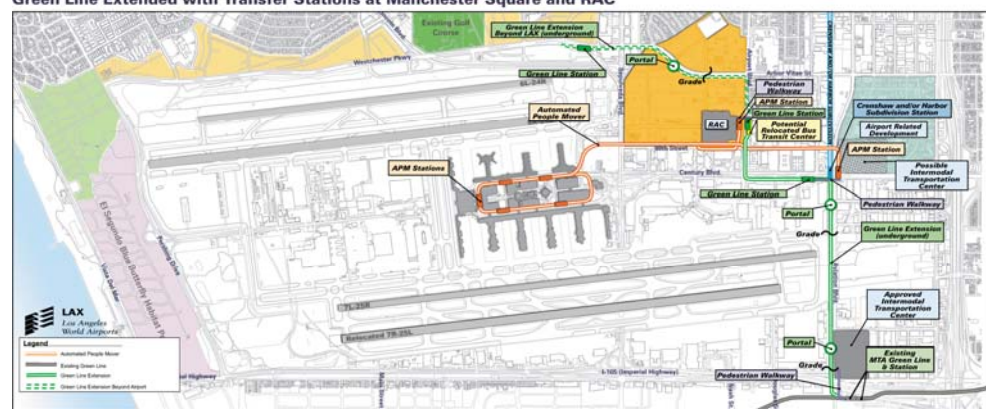 Green Line Extended with Transfer Stations at Manchester Square and RAC
Existing Golf
Course
Green Line Extension
Beyond LAX (underground)
Westchester Pkwy
Portal
Green Line Station
Grade
Arbor Vitae St.
Pedestrian
Walkway
APM Station
Green Line Station
RAC
Potential
Relocated Bus
Transit Center
Crenshaw and/or Harbor
Subdivision Station
Airport Related
Development
APM Station
Possible
Intermodal
Transportation
Center
Automated
People Mover
98th Street
Century Blvd.
APM Stations
Green Line Station
Pedestrian Walkway
Portal
Grade
Green Line Extension
(underground)
El Segundo Blue Butterfly Habitat
Pershing Drive
Vista Del Mar
7L-25R
Relocated 7R-25L
Approved
Intermodal
Transportation
Center
Portal
Grade
Existing
MTA Green Line
& Station
Pedestrian Walkway
I-105 (Imperial Highway)
LAX
Los Angeles
World Airports
Legend
Automated People Mover
Existing Green Line
Green Line Extension
Green Line Extension Beyond Airport